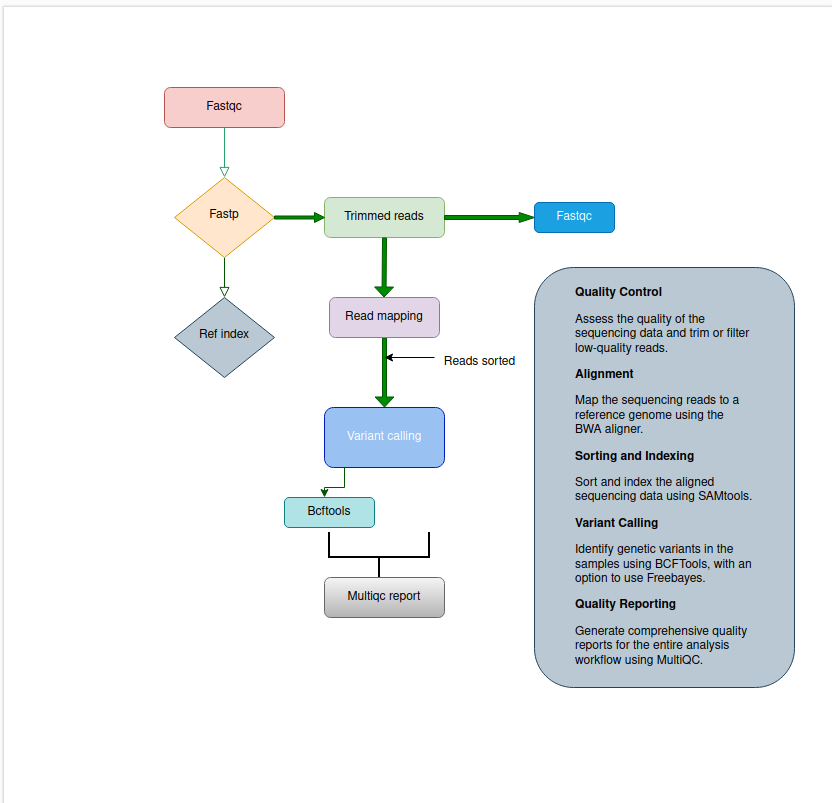 Fastqc
Fastp
Trimmed reads
Fastqc
Ref index
Read mapping
Reads sorted
Variant calling
Bcftools
Multiqc report
Quality Control
Assess the quality of the
sequencing data and trim or filter
low-quality reads.
Alignment
Map the sequencing reads to a
reference genome using the
BWA aligner.
Sorting and Indexing
Sort and index the aligned
sequencing data using SAMtools.
Variant Calling
Identify genetic variants in the
samples using BCFTools, with an
option to use Freebayes.
Quality Reporting
Generate comprehensive quality
reports for the entire analysis
workflow using MultiQC.